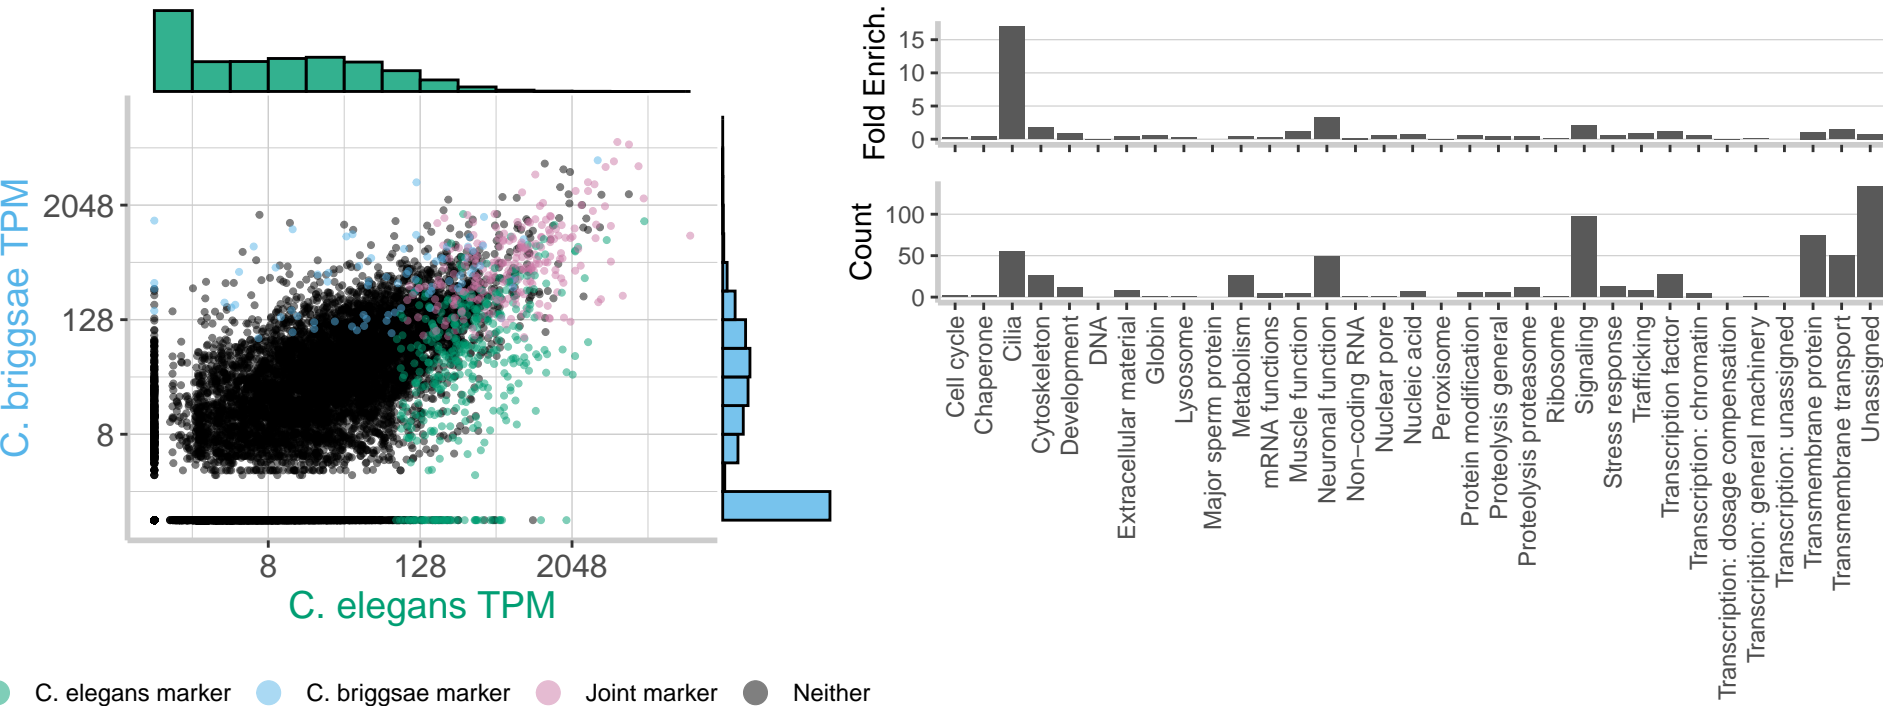 C. briggsae TPM
2048
128
8
8
128
2048
C. elegans TPM
C. elegans marker
C. briggsae marker
Joint marker
Neither
Fold Enrich.
15
10
5
0
Count
100
50
0
Cell cycle
Chaperone
Cilia
Cytoskeleton
Development
DNA
Extracellular material
Globin
Lysosome
Major sperm protein
Metabolism
mRNA functions
Muscle function
Neuronal function
Non−coding RNA
Nuclear pore
Nucleic acid
Peroxisome
Protein modification
Proteolysis general
Proteolysis proteasome
Ribosome
Signaling
Stress response
Trafficking
Transcription factor
Transcription: chromatin
Transcription: dosage compensation
Transcription: general machinery
Transcription: unassigned
Transmembrane protein
Transmembrane transport
Unassigned